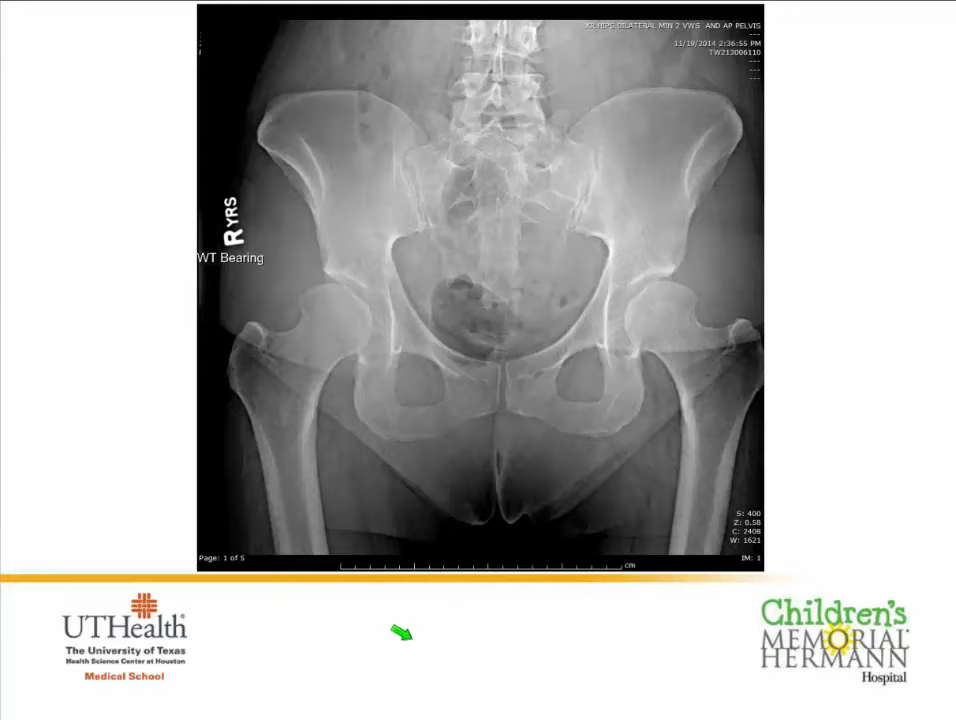 XR HIPS BILATERAL MIN 2 VWS AND AP PELVIS
---
11/19/2014 2:36:55 PM
TW213006110
---
---
---
R YRS
WT Bearing
S: 400
Z: 0.58
C: 2408
W: 1621
Page: 1 of 5
IM: 1
cm
UTHealth
The University of Texas
Health Science Center at Houston
Medical School
Children's
MEMORIAL
HERMANN
Hospital